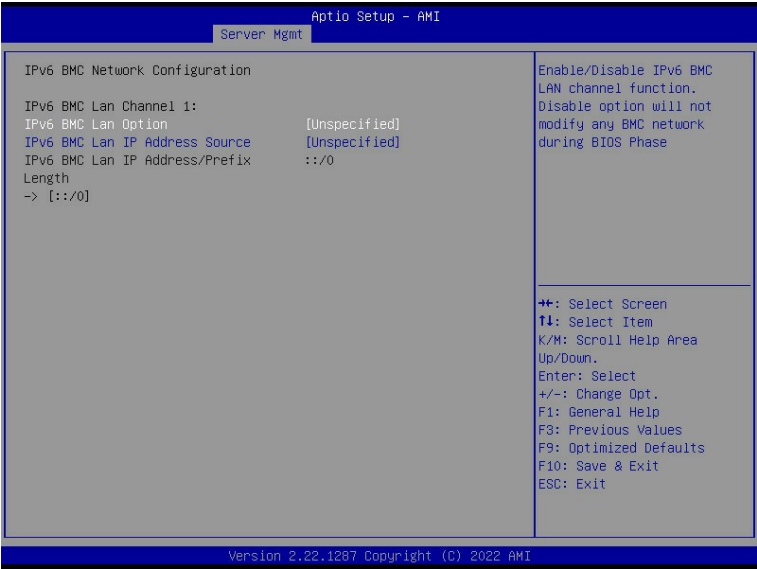 Aptio Setup – AMI
Server Mgmt
IPv6 BMC Network Configuration
IPv6 BMC Lan Channel 1:
IPv6 BMC Lan Option [Unspecified]
IPv6 BMC Lan IP Address Source [Unspecified]
IPv6 BMC Lan IP Address/Prefix ::/0
Length
-> [::/0]
Enable/Disable IPv6 BMC
LAN channel function.
Disable option will not
modify any BMC network
during BIOS Phase
→←: Select Screen
↑↓: Select Item
K/M: Scroll Help Area
Up/Down.
Enter: Select
+/-: Change Opt.
F1: General Help
F3: Previous Values
F9: Optimized Defaults
F10: Save & Exit
ESC: Exit
Version 2.22.1287 Copyright (C) 2022 AMI